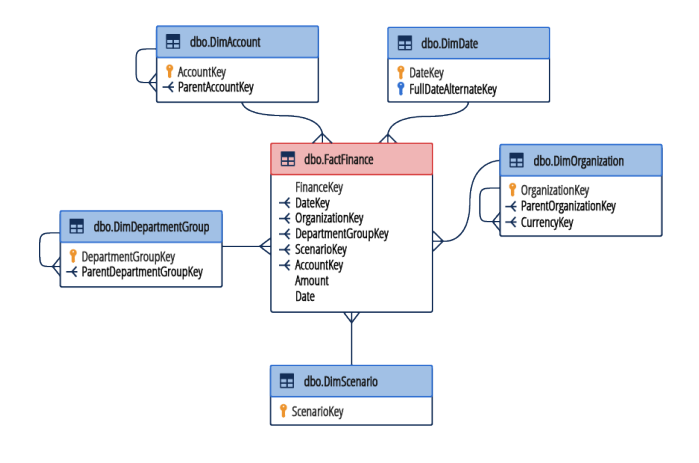 dbo.DimAccount
AccountKey
ParentAccountKey
dbo.DimDate
DateKey
FullDateAlternateKey
dbo.FactFinance
FinanceKey
DateKey
OrganizationKey
DepartmentGroupKey
ScenarioKey
AccountKey
Amount
Date
dbo.DimOrganization
OrganizationKey
ParentOrganizationKey
CurrencyKey
dbo.DimDepartmentGroup
DepartmentGroupKey
ParentDepartmentGroupKey
dbo.DimScenario
ScenarioKey